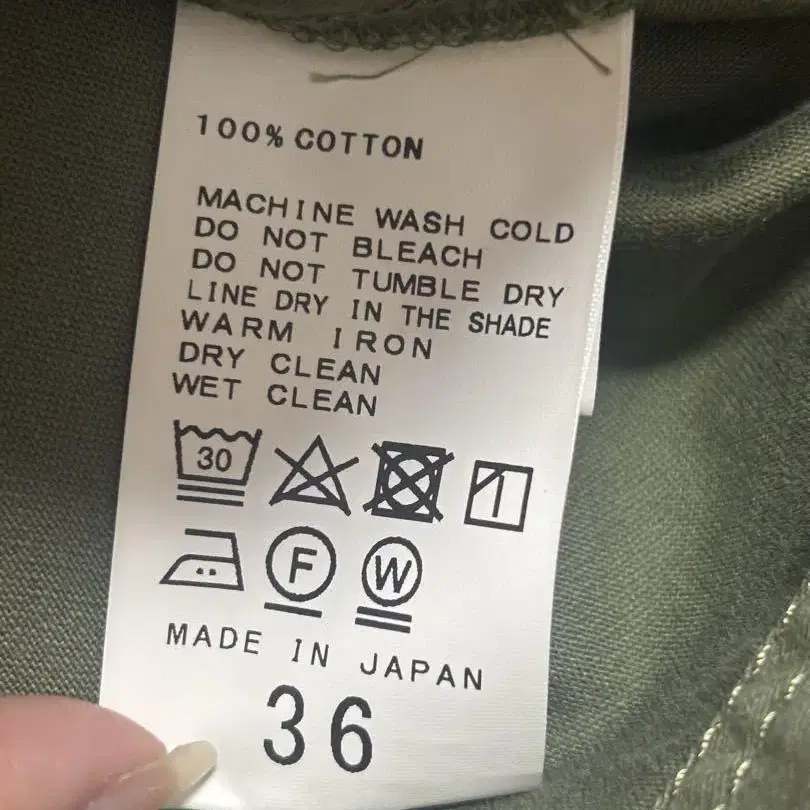 100% COTTON
MACHINE WASH COLD
DO NOT BLEACH
DO NOT TUMBLE DRY
LINE DRY IN THE SHADE
WARM IRON
DRY CLEAN
WET CLEAN
30
F W
MADE IN JAPAN
36